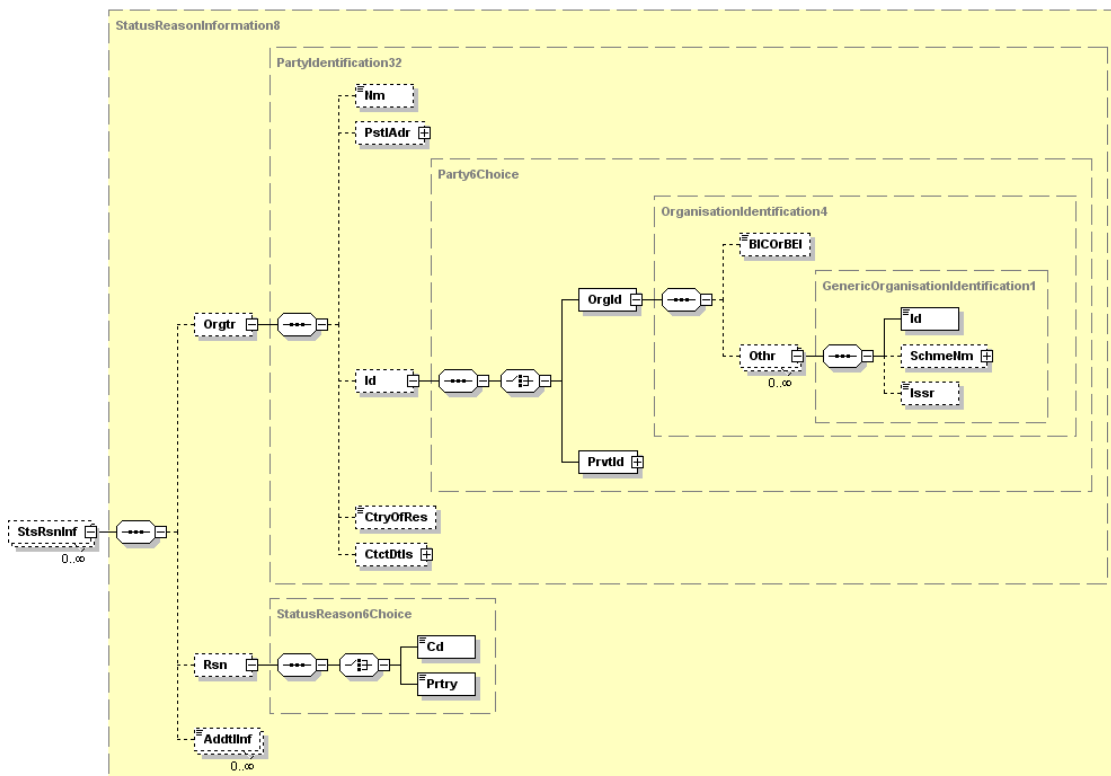 StatusReasonInformation8
PartyIdentification32
Nm
PstlAdr
Party6Choice
OrganisationIdentification4
BICOrBEI
GenericOrganisationIdentification1
OrgId
Id
Orgtr
Othr
SchmeNm
0..∞
Id
Issr
PrvtId
CtryOfRes
StsRsnInf
0..∞
CtctDtls
StatusReason6Choice
Cd
Rsn
Prtry
AddtlInf
0..∞